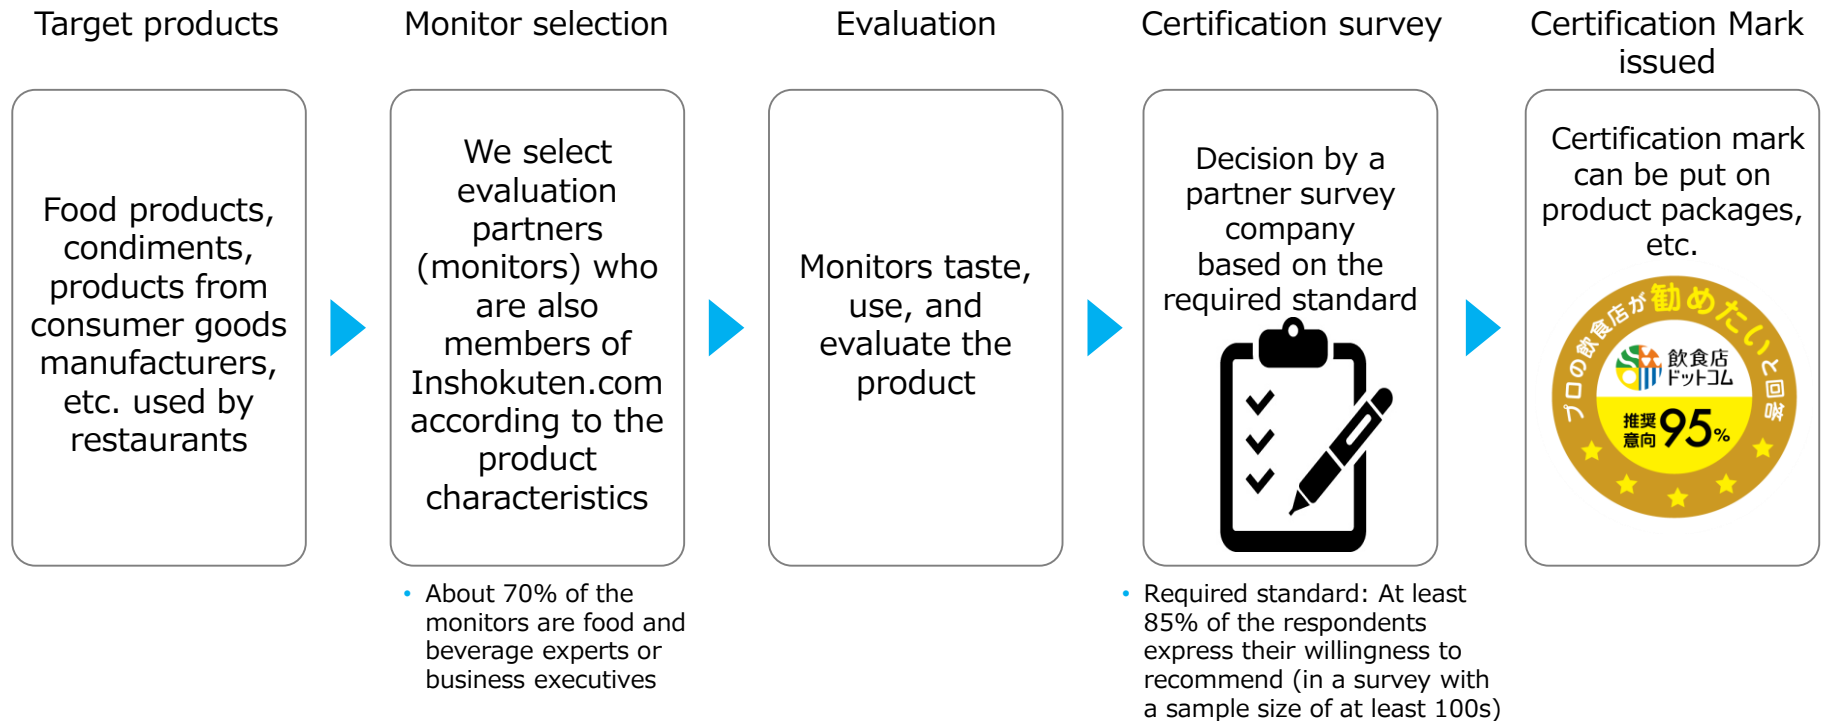 Target products
Food products,
condiments,
products from
consumer goods
manufacturers,
etc. used by
restaurants
Monitor selection
We select
evaluation
partners
(monitors) who
are also
members of
Inshokuten.com
according to the
product
characteristics
• About 70% of the
monitors are food and
beverage experts or
business executives
Evaluation
Monitors taste,
use, and
evaluate the
product
Certification survey
Decision by a
partner survey
company
based on the
required standard
• Required standard: At least
85% of the respondents
express their willingness to
recommend (in a survey with
a sample size of at least 100s)
Certification Mark
issued
Certification mark
can be put on
product packages,
etc.
プロの飲食店が勧めたいと回答
飲食店
ドットコム
推奨
意向 95%